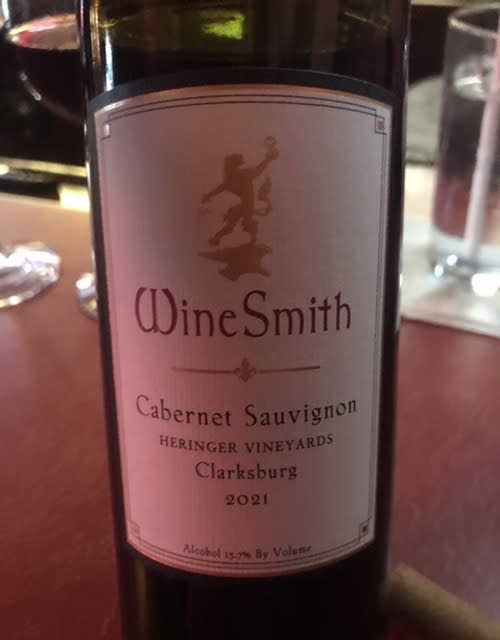 WineSmith
Cabernet Sauvignon
HERINGER VINEYARDS
Clarksburg
2021
Alcohol 15.7% By Volume